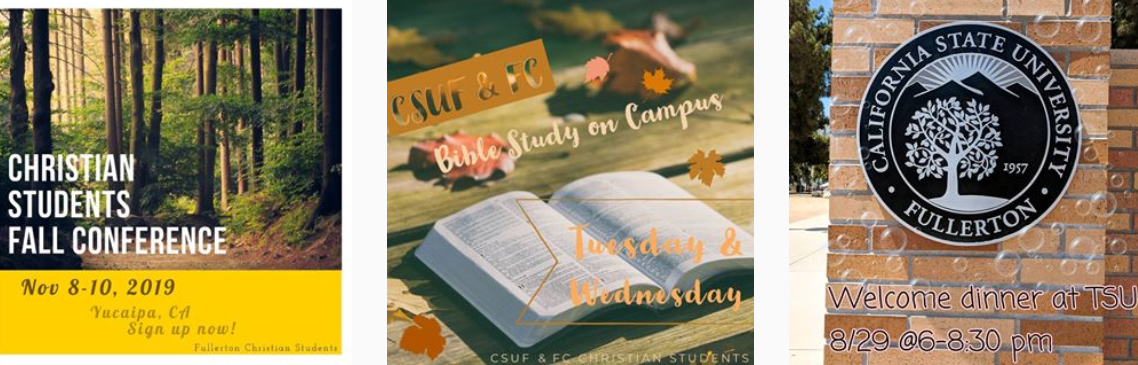 CHRISTIAN
STUDENTS
FALL CONFERENCE
Nov 8-10, 2019
Yucaipa, CA
Sign up now!
Fullerton Christian Students
CSUF & FC
Bible Study on Campus
Tuesday &
Wednesday
CSUF & FC CHRISTIAN STUDENTS
CALIFORNIA STATE UNIVERSITY
1957
FULLERTON
Welcome dinner at TSU
8/29 @6-8:30 pm